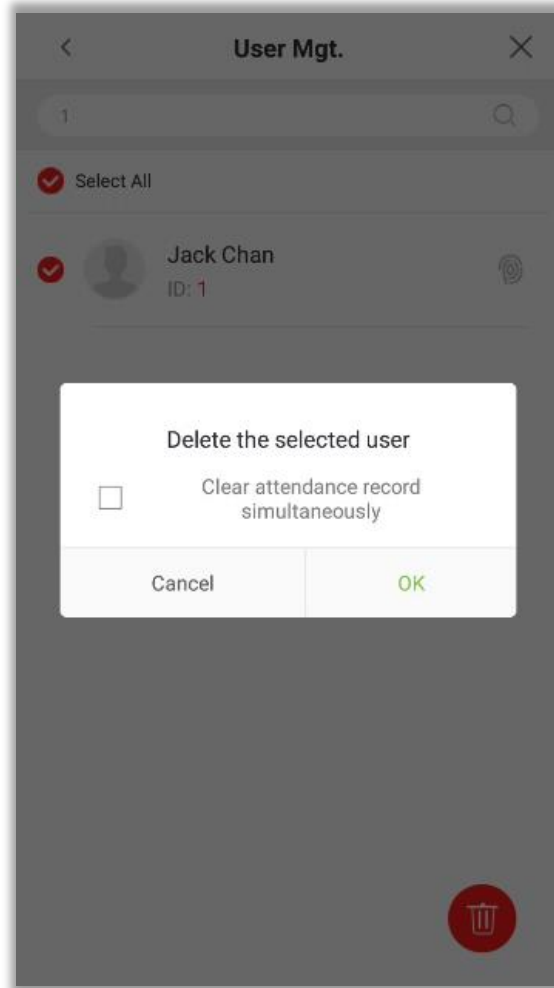 User Mgt.
1
Select All
Jack Chan
ID: 1
Delete the selected user
Clear attendance record
simultaneously
Cancel
OK